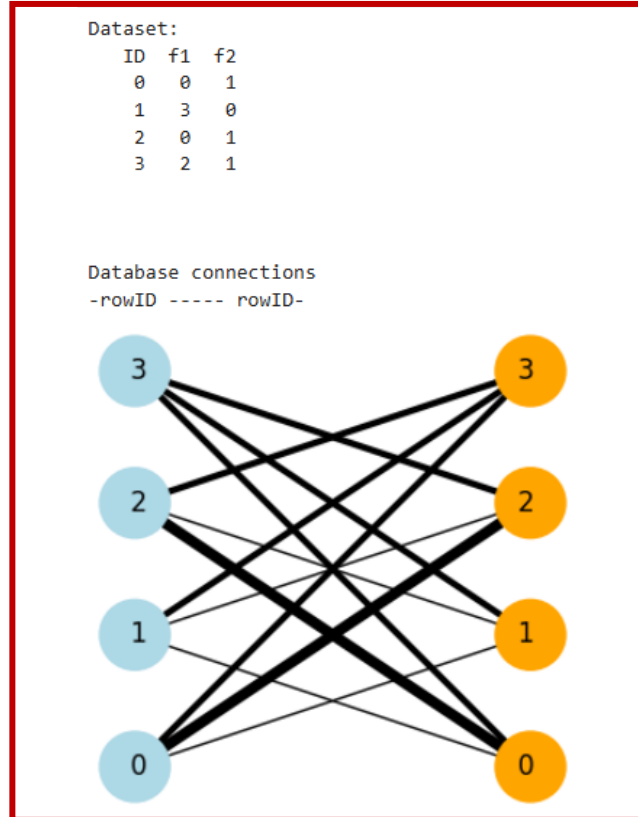 Dataset:
ID f1 f2
0 0 1
1 3 0
2 0 1
3 2 1
Database connections
-rowID ----- rowID-
3 3
2 2
1 1
0 0